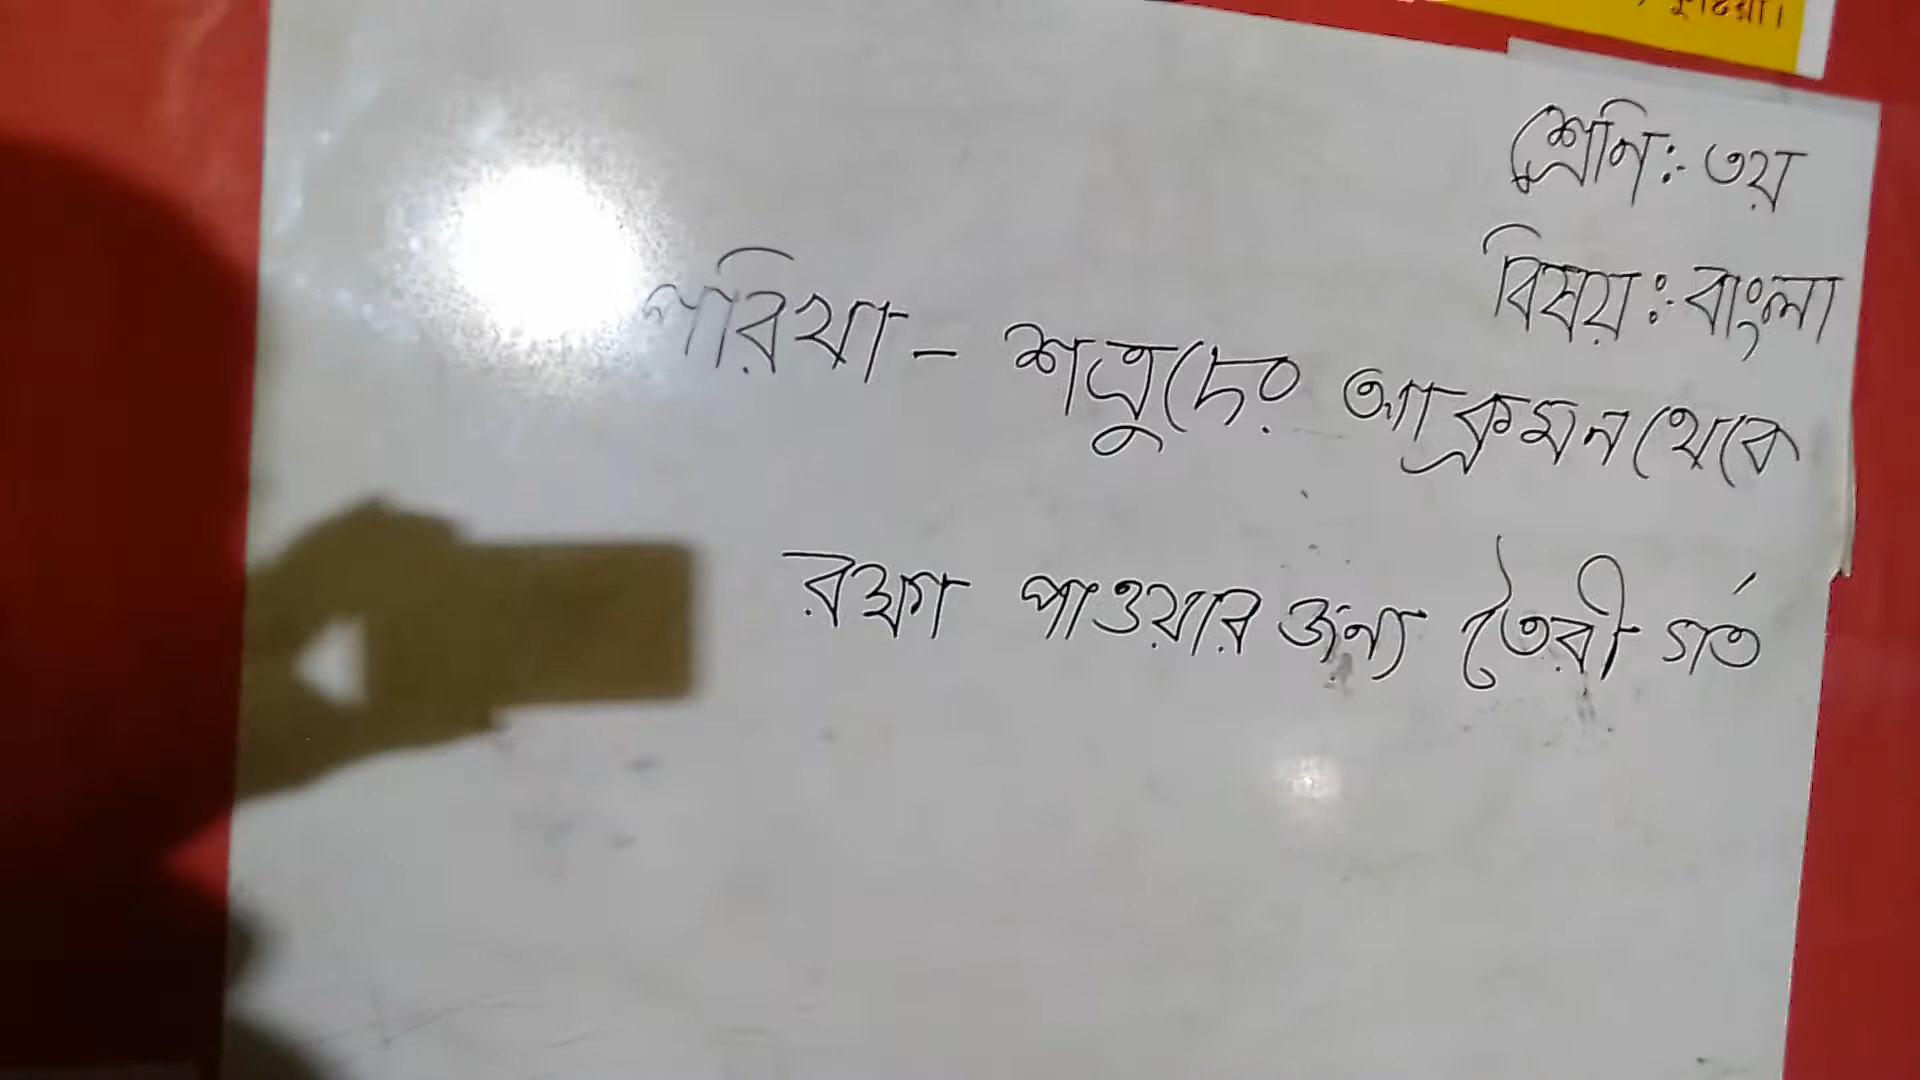 কুষ্টিয়া।
শ্রেণি: ৩য়
বিষয়: বাংলা
পরিখা - শত্রুদের আক্রমন থেকে
রক্ষা পাওয়ার জন্য তৈরী গর্ত